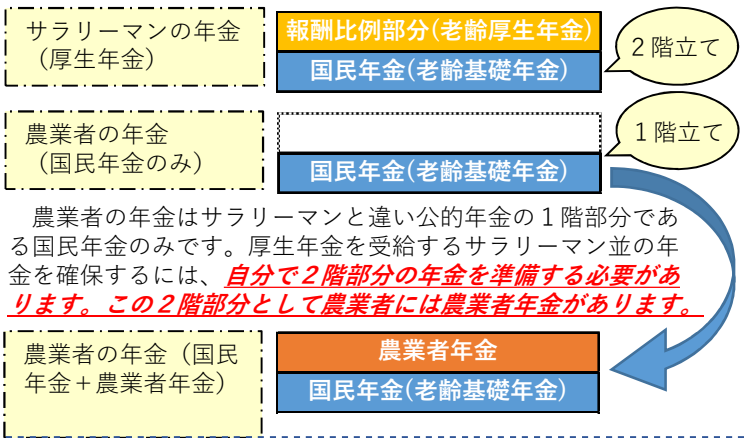 サラリーマンの年金
（厚生年金）
報酬比例部分(老齢厚生年金)
国民年金(老齢基礎年金)
２階立て
農業者の年金
（国民年金のみ）
国民年金(老齢基礎年金)
１階立て
農業者の年金はサラリーマンと違い公的年金の１階部分であ
る国民年金のみです。厚生年金を受給するサラリーマン並の年
金を確保するには、自分で２階部分の年金を準備する必要があ
ります。この２階部分として農業者には農業者年金があります。
農業者の年金（国民
年金＋農業者年金）
農業者年金
国民年金(老齢基礎年金)